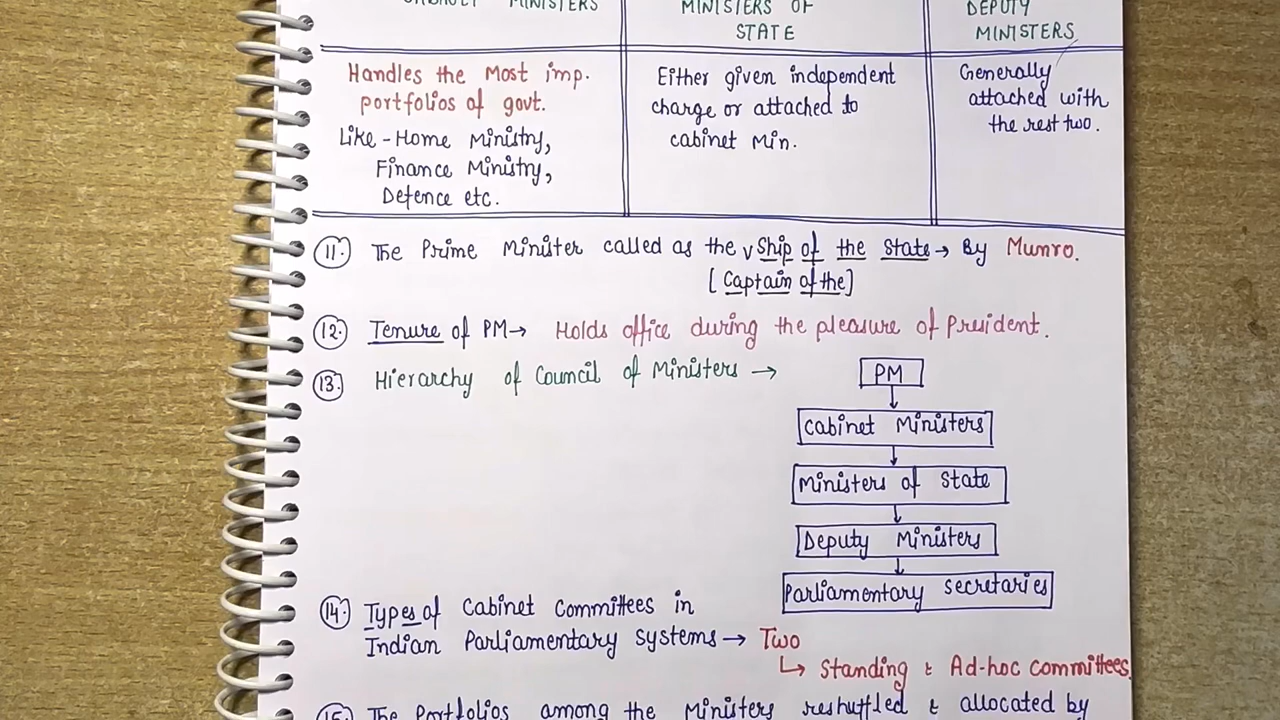 MINISTERS
MINISTERS OF
STATE
DEPUTY
MINISTERS
Handles the Most imp.
portfolios of govt.
Like - Home Ministry,
Finance Ministry,
Defence etc.
Either given independent
charge or attached to
cabinet Min.
Generally
attached with
the rest two.
11. The Prime Minister called as the ∨ Ship of the State → By Munro.
[Captain of the]
12. Tenure of PM → Holds office during the pleasure of President.
13. Hierarchy of Council of Ministers →
PM
Cabinet Ministers
Ministers of State
Deputy Ministers
Parliamentary secretaries
14. Types of Cabinet Committees in
Indian Parliamentary systems → Two
↳ Standing & Ad-hoc committees.
15. The Portfolios among the Ministers reshuffled & allocated by